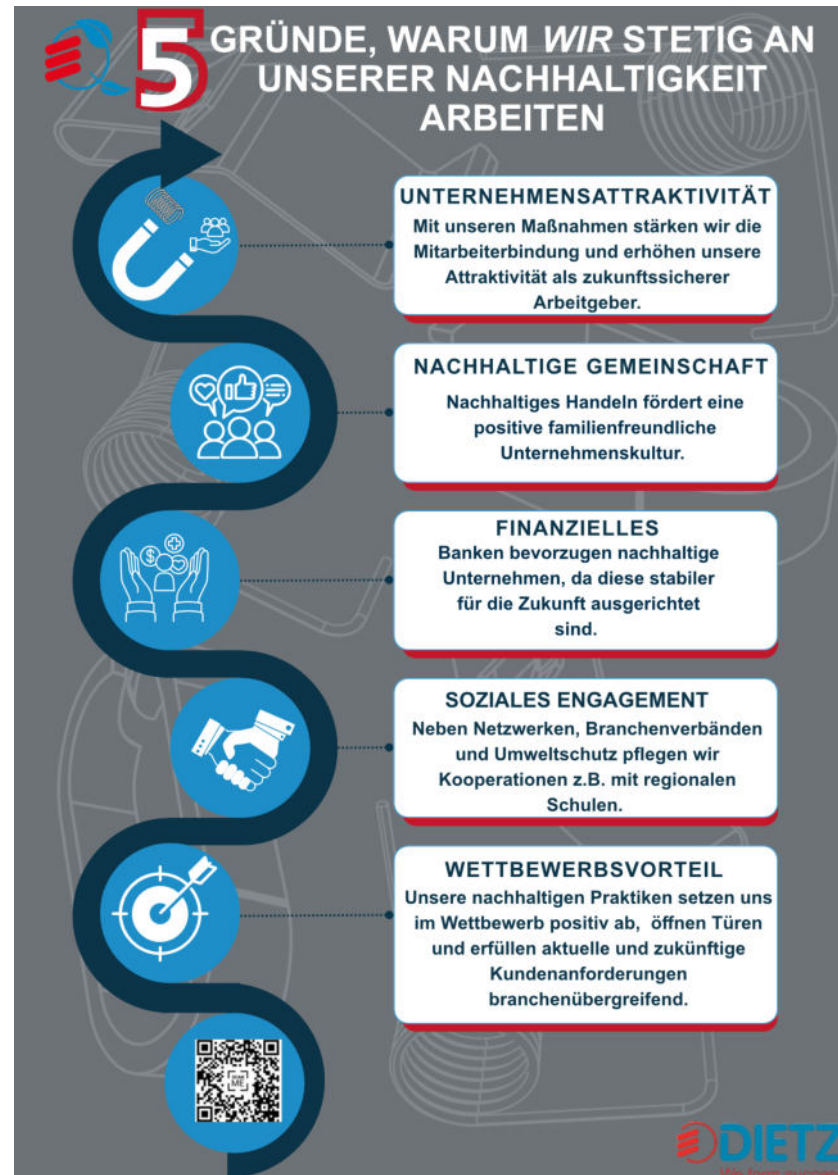 5 GRÜNDE, WARUM WIR STETIG AN
UNSERER NACHHALTIGKEIT
ARBEITEN
UNTERNEHMENSATTRAKTIVITÄT
Mit unseren Maßnahmen stärken wir die
Mitarbeiterbindung und erhöhen unsere
Attraktivität als zukunftssicherer
Arbeitgeber.
NACHHALTIGE GEMEINSCHAFT
Nachhaltiges Handeln fördert eine
positive familienfreundliche
Unternehmenskultur.
FINANZIELLES
Banken bevorzugen nachhaltige
Unternehmen, da diese stabiler
für die Zukunft ausgerichtet
sind.
SOZIALES ENGAGEMENT
Neben Netzwerken, Branchenverbänden
und Umweltschutz pflegen wir
Kooperationen z.B. mit regionalen
Schulen.
WETTBEWERBSVORTEIL
Unsere nachhaltigen Praktiken setzen uns
im Wettbewerb positiv ab, öffnen Türen
und erfüllen aktuelle und zukünftige
Kundenanforderungen
branchenübergreifend.
ME
DIETZ